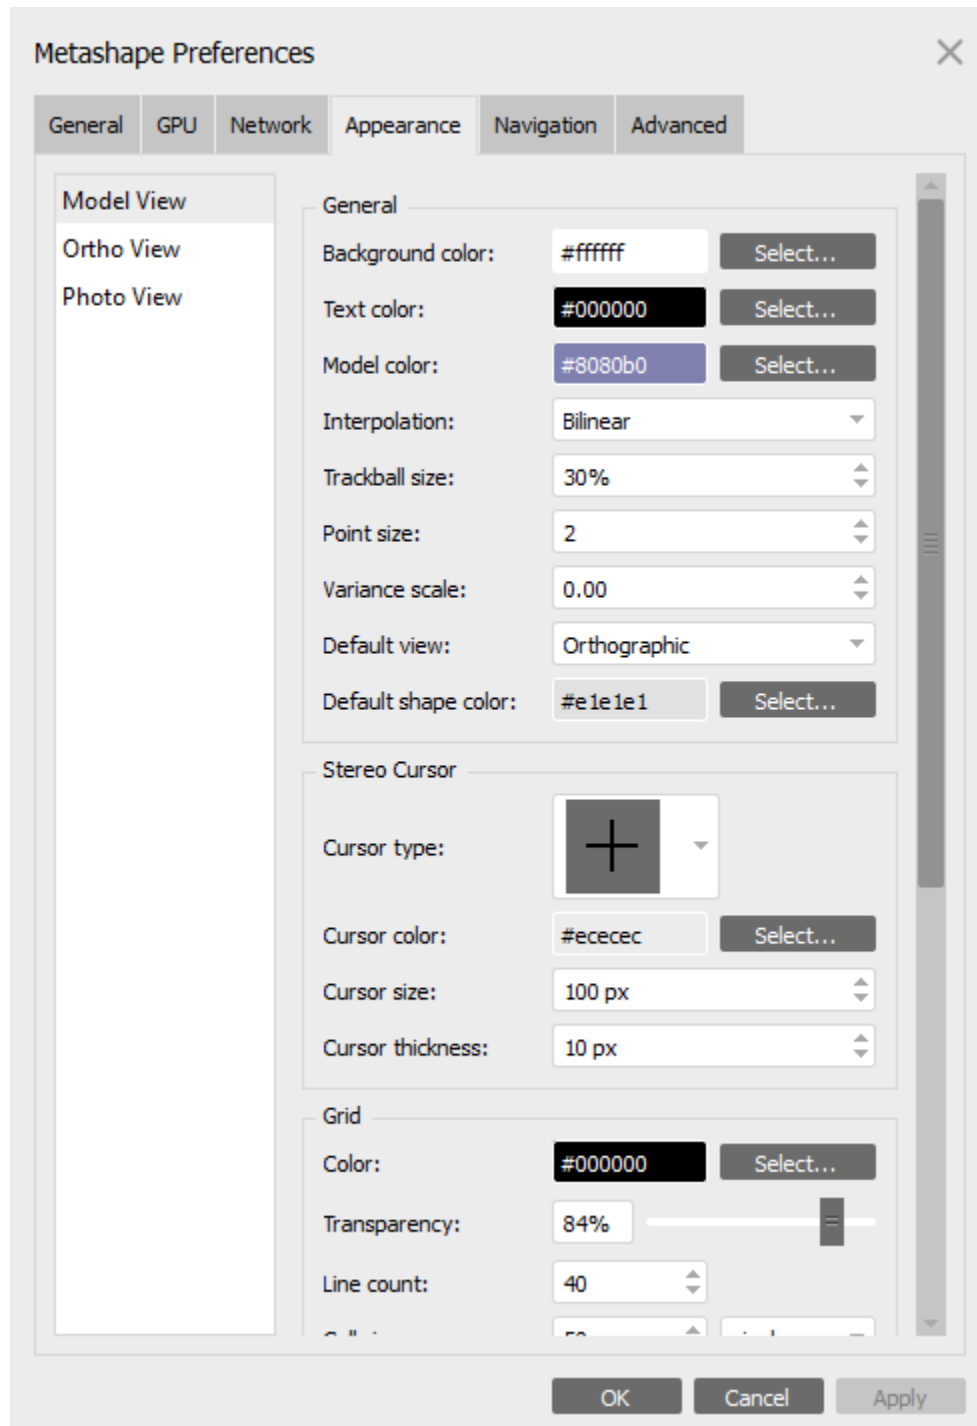 Metashape Preferences
General GPU Network Appearance Navigation Advanced
Model View
Ortho View
Photo View
General
Background color: #ffffff Select...
Text color: #000000 Select...
Model color: #8080b0 Select...
Interpolation: Bilinear
Trackball size: 30%
Point size: 2
Variance scale: 0.00
Default view: Orthographic
Default shape color: #e1e1e1 Select...
Stereo Cursor
Cursor type:
Cursor color: #ececec Select...
Cursor size: 100 px
Cursor thickness: 10 px
Grid
Color: #000000 Select...
Transparency: 84%
Line count: 40
OK Cancel Apply